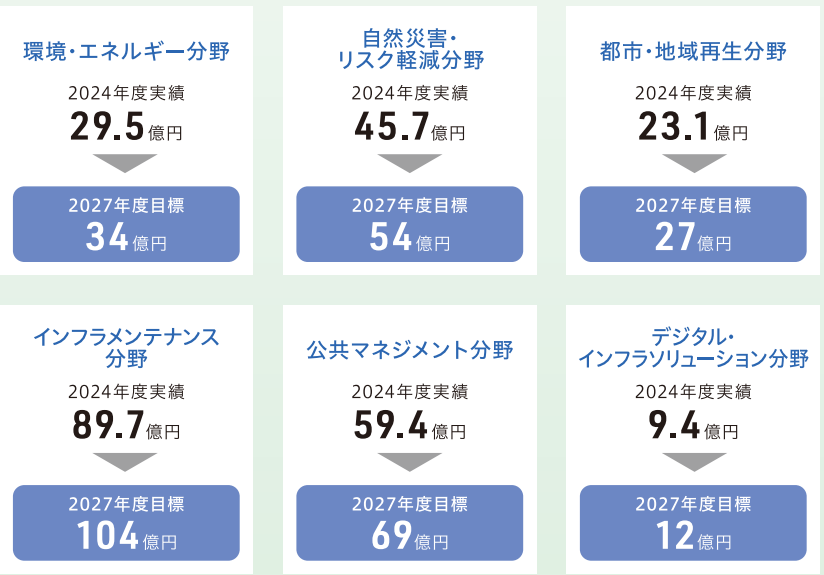 環境・エネルギー分野
2024年度実績
29.5億円
2027年度目標
34億円
自然災害・
リスク軽減分野
2024年度実績
45.7億円
2027年度目標
54億円
都市・地域再生分野
2024年度実績
23.1億円
2027年度目標
27億円
インフラメンテナンス
分野
2024年度実績
89.7億円
2027年度目標
104億円
公共マネジメント分野
2024年度実績
59.4億円
2027年度目標
69億円
デジタル・
インフラソリューション分野
2024年度実績
9.4億円
2027年度目標
12億円